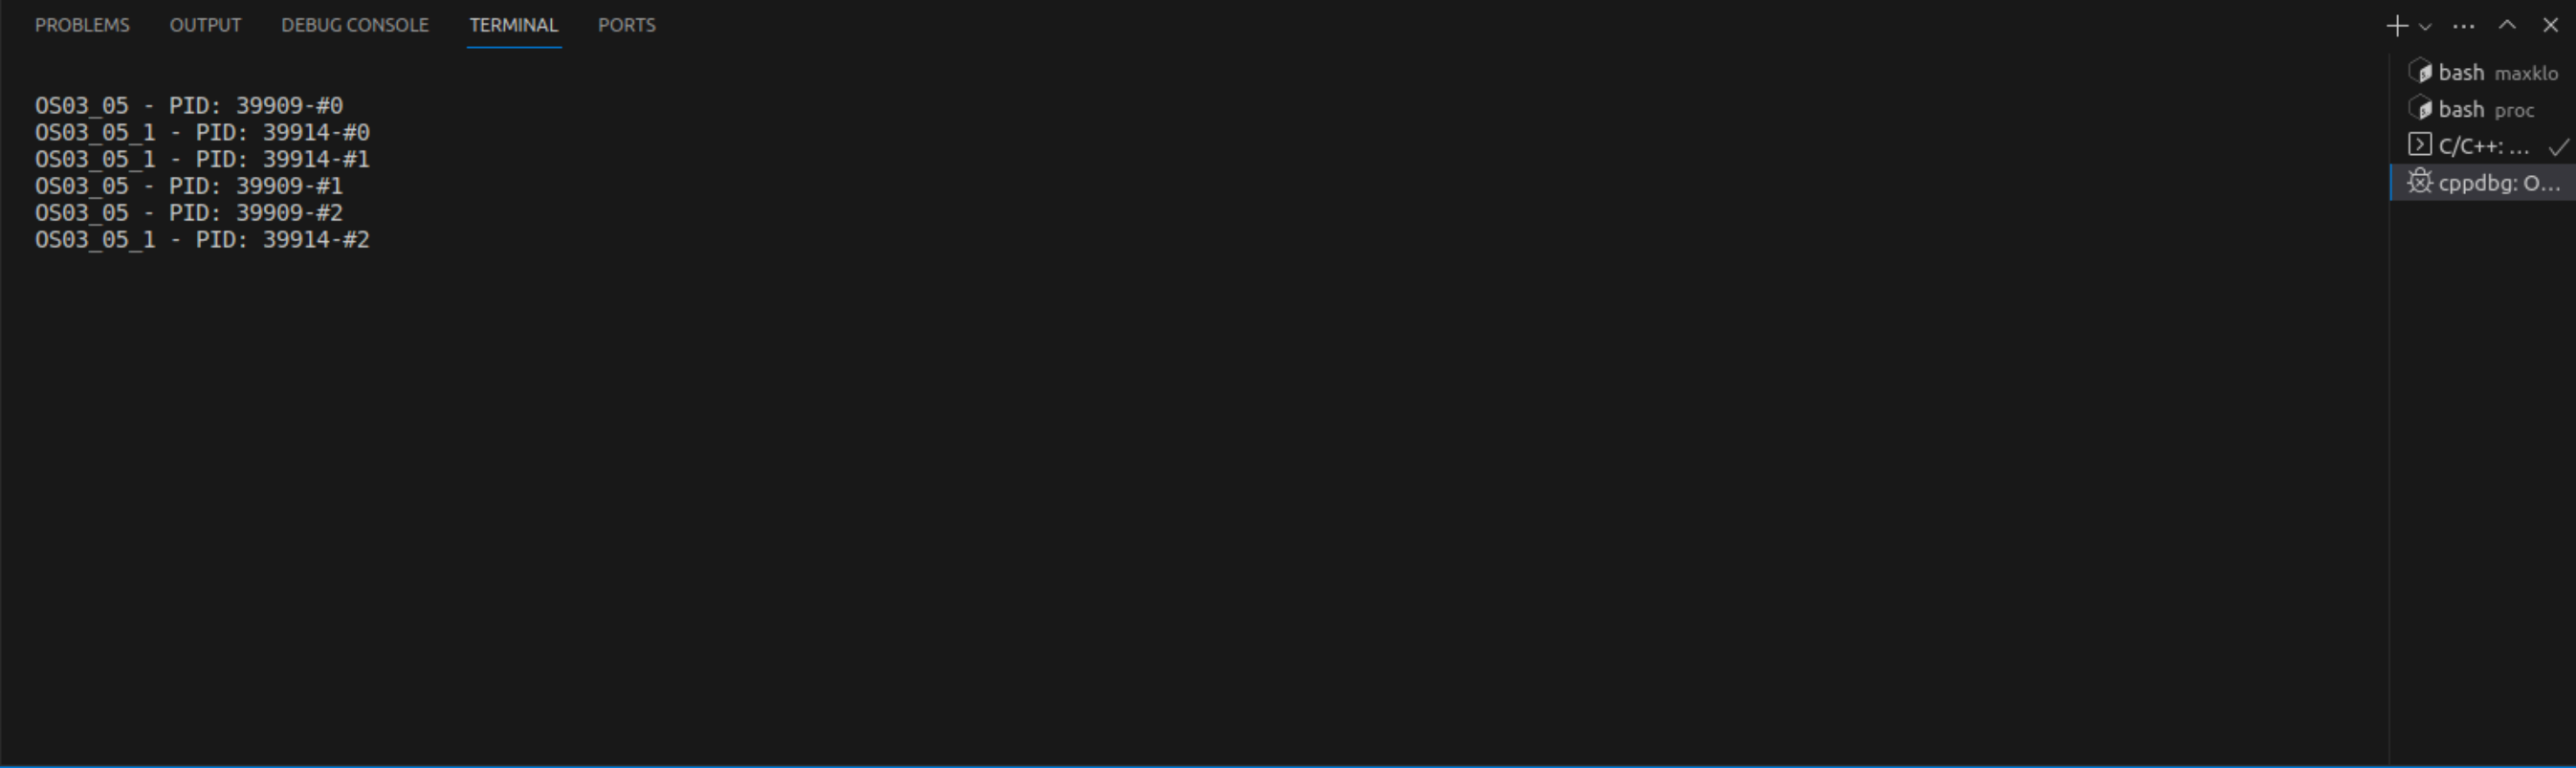 PROBLEMS OUTPUT DEBUG CONSOLE TERMINAL PORTS
OS03_05 - PID: 39909-#0
OS03_05_1 - PID: 39914-#0
OS03_05_1 - PID: 39914-#1
OS03_05 - PID: 39909-#1
OS03_05 - PID: 39909-#2
OS03_05_1 - PID: 39914-#2
bash maxklo
bash proc
C/C++: ...
cppdbg: O...